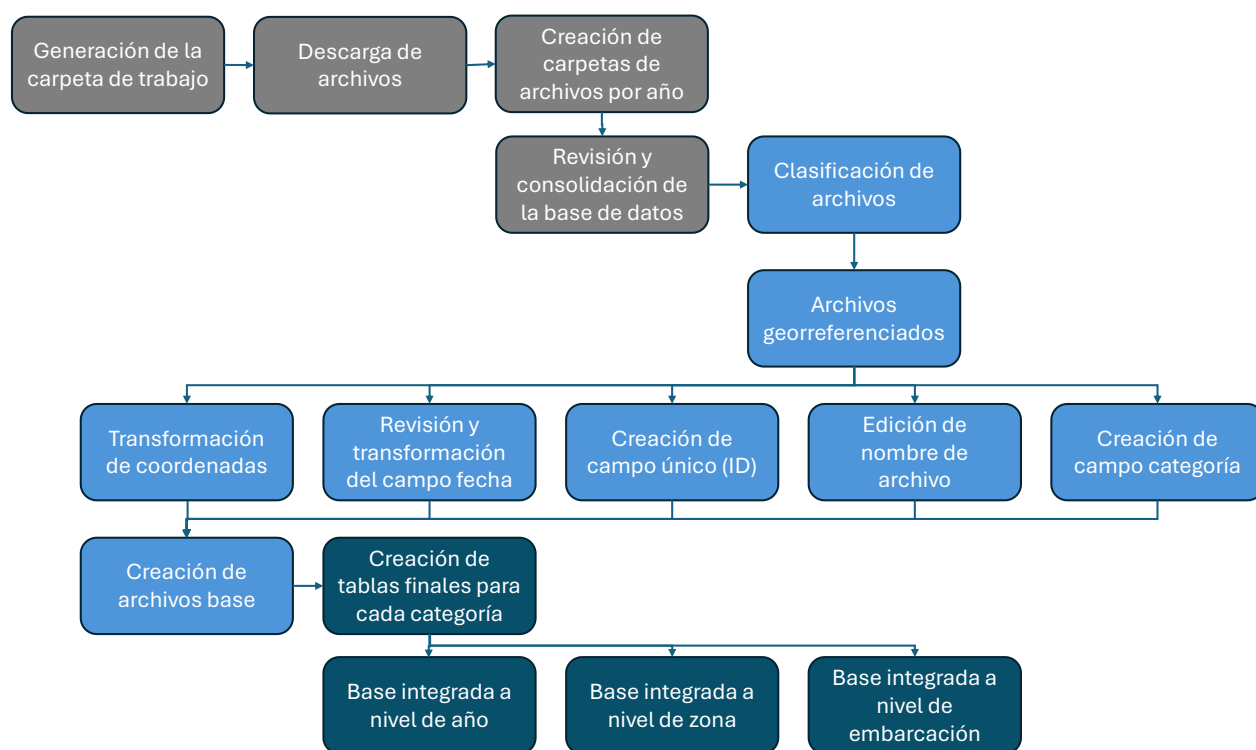 Generación de la
carpeta de trabajo
Descarga de
archivos
Creación de
carpetas de
archivos por año
Revisión y
consolidación de
la base de datos
Clasificación de
archivos
Archivos
georreferenciados
Transformación
de coordenadas
Revisión y
transformación
del campo fecha
Creación de
campo único (ID)
Edición de
nombre de
archivo
Creación de
campo categoría
Creación de
archivos base
Creación de
tablas finales para
cada categoría
Base integrada a
nivel de año
Base integrada a
nivel de zona
Base integrada a
nivel de
embarcación